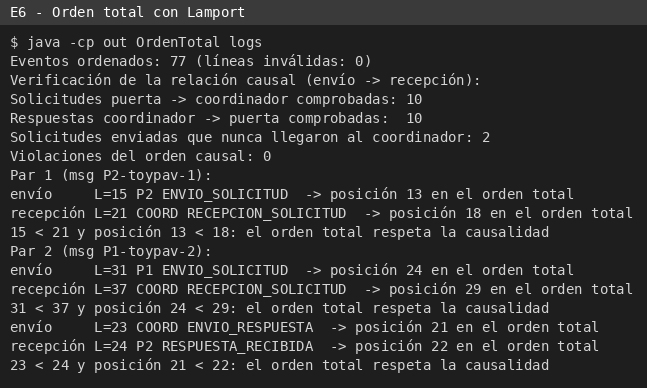 E6 - Orden total con Lamport
$ java -cp out OrdenTotal logs
Eventos ordenados: 77 (líneas inválidas: 0)
Verificación de la relación causal (envío -> recepción):
Solicitudes puerta -> coordinador comprobadas: 10
Respuestas coordinador -> puerta comprobadas:  10
Solicitudes enviadas que nunca llegaron al coordinador: 2
Violaciones del orden causal: 0
Par 1 (msg P2-toypav-1):
envío     L=15 P2 ENVIO_SOLICITUD  -> posición 13 en el orden total
recepción L=21 COORD RECEPCION_SOLICITUD  -> posición 18 en el orden total
15 < 21 y posición 13 < 18: el orden total respeta la causalidad
Par 2 (msg P1-toypav-2):
envío     L=31 P1 ENVIO_SOLICITUD  -> posición 24 en el orden total
recepción L=37 COORD RECEPCION_SOLICITUD  -> posición 29 en el orden total
31 < 37 y posición 24 < 29: el orden total respeta la causalidad
envío     L=23 COORD ENVIO_RESPUESTA  -> posición 21 en el orden total
recepción L=24 P2 RESPUESTA_RECIBIDA  -> posición 22 en el orden total
23 < 24 y posición 21 < 22: el orden total respeta la causalidad